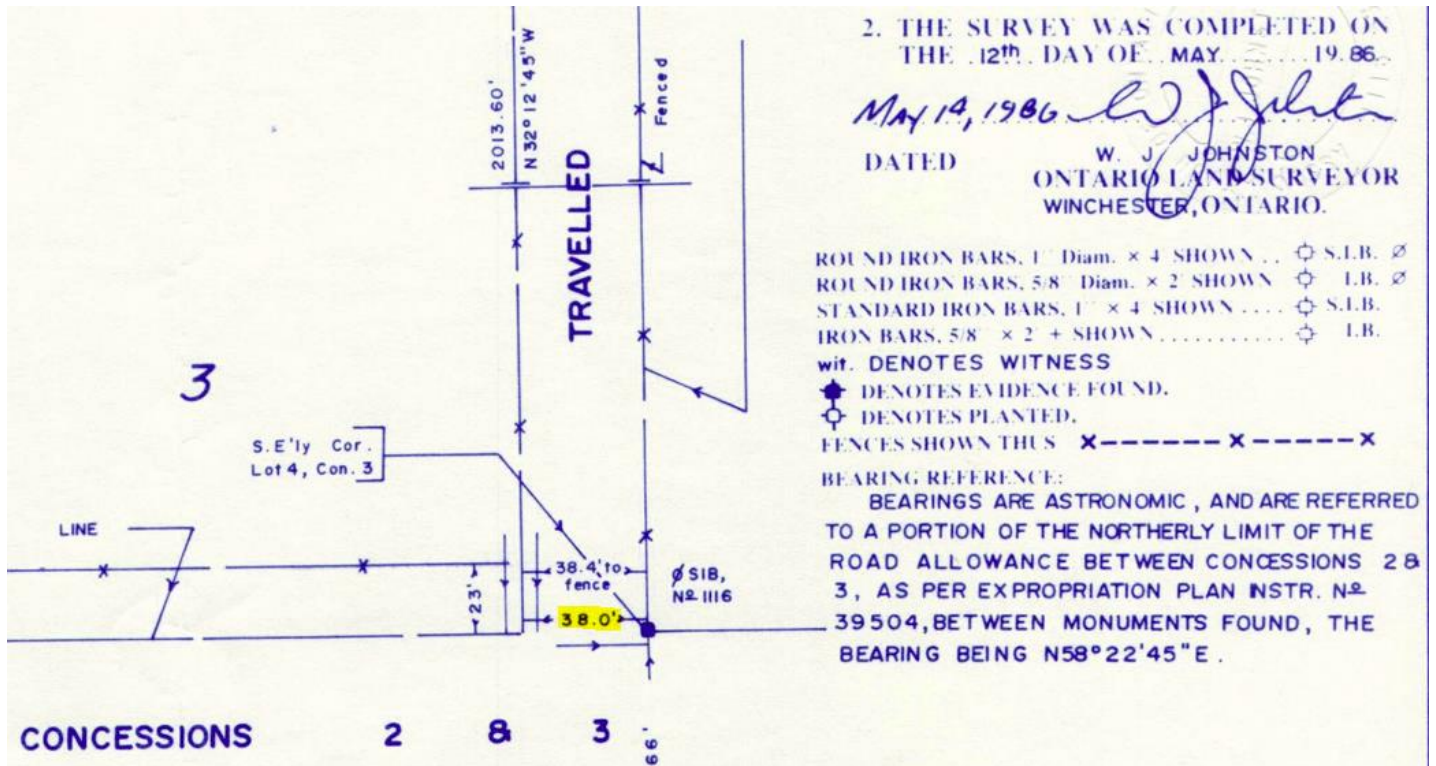 2. THE SURVEY WAS COMPLETED ON
THE .12th. DAY OF..MAY.........19.86..
MAY 14, 1986
DATED
W. J. JOHNSTON
ONTARIO LAND SURVEYOR
WINCHESTER, ONTARIO.
ROUND IRON BARS, 1" Diam. × 4' SHOWN .. S.I.B. Ø
ROUND IRON BARS, 5/8" Diam. × 2' SHOWN I.B. Ø
STANDARD IRON BARS, 1" × 4' SHOWN .... S.I.B.
IRON BARS, 5/8" × 2' + SHOWN ........... I.B.
wit. DENOTES WITNESS
DENOTES EVIDENCE FOUND.
DENOTES PLANTED.
FENCES SHOWN THUS X------X-----X
BEARING REFERENCE:
BEARINGS ARE ASTRONOMIC, AND ARE REFERRED
TO A PORTION OF THE NORTHERLY LIMIT OF THE
ROAD ALLOWANCE BETWEEN CONCESSIONS 2&
3, AS PER EXPROPRIATION PLAN INSTR. Nº
39504, BETWEEN MONUMENTS FOUND, THE
BEARING BEING N58°22'45"E.
2013.60'
N 32° 12' 45" W
TRAVELLED
Fenced
3
S.E'ly Cor.
Lot 4, Con. 3
LINE
23'
38.4' to
fence
38.0'
Ø SIB,
Nº 1116
CONCESSIONS 2 & 3
66'